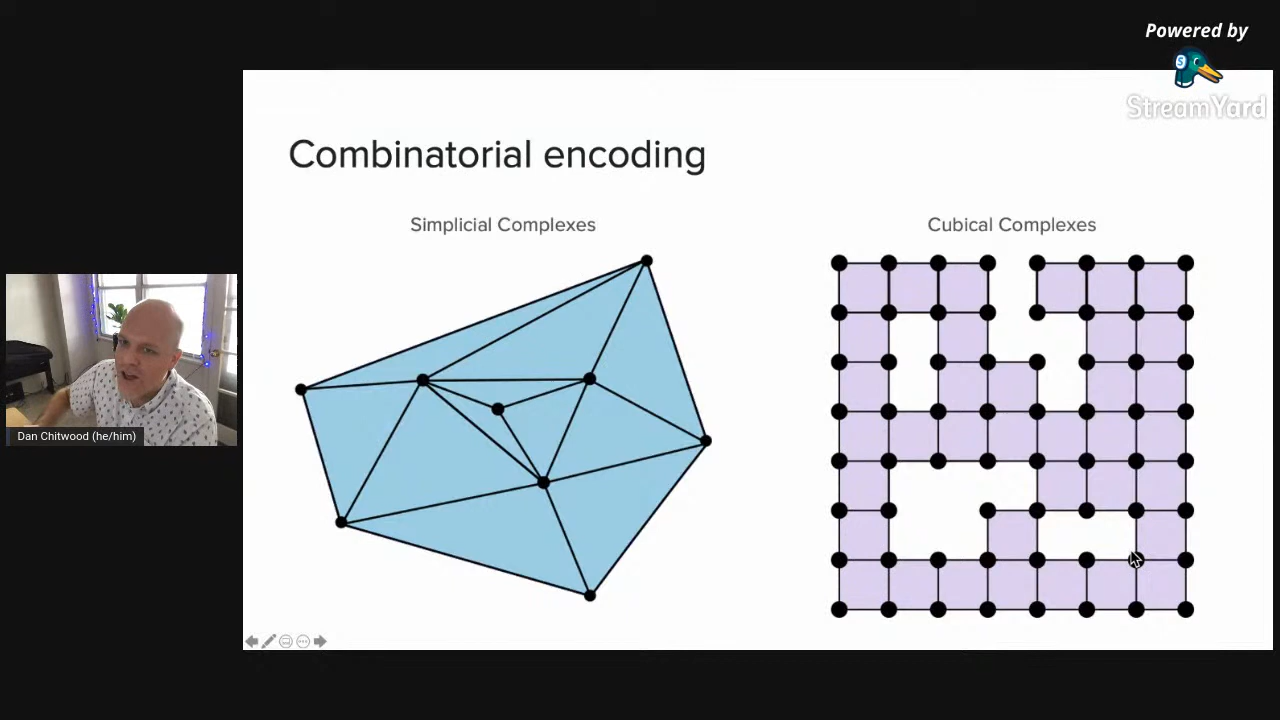 Powered by
StreamYard
Combinatorial encoding
Simplicial Complexes
Cubical Complexes
Dan Chitwood (he/him)